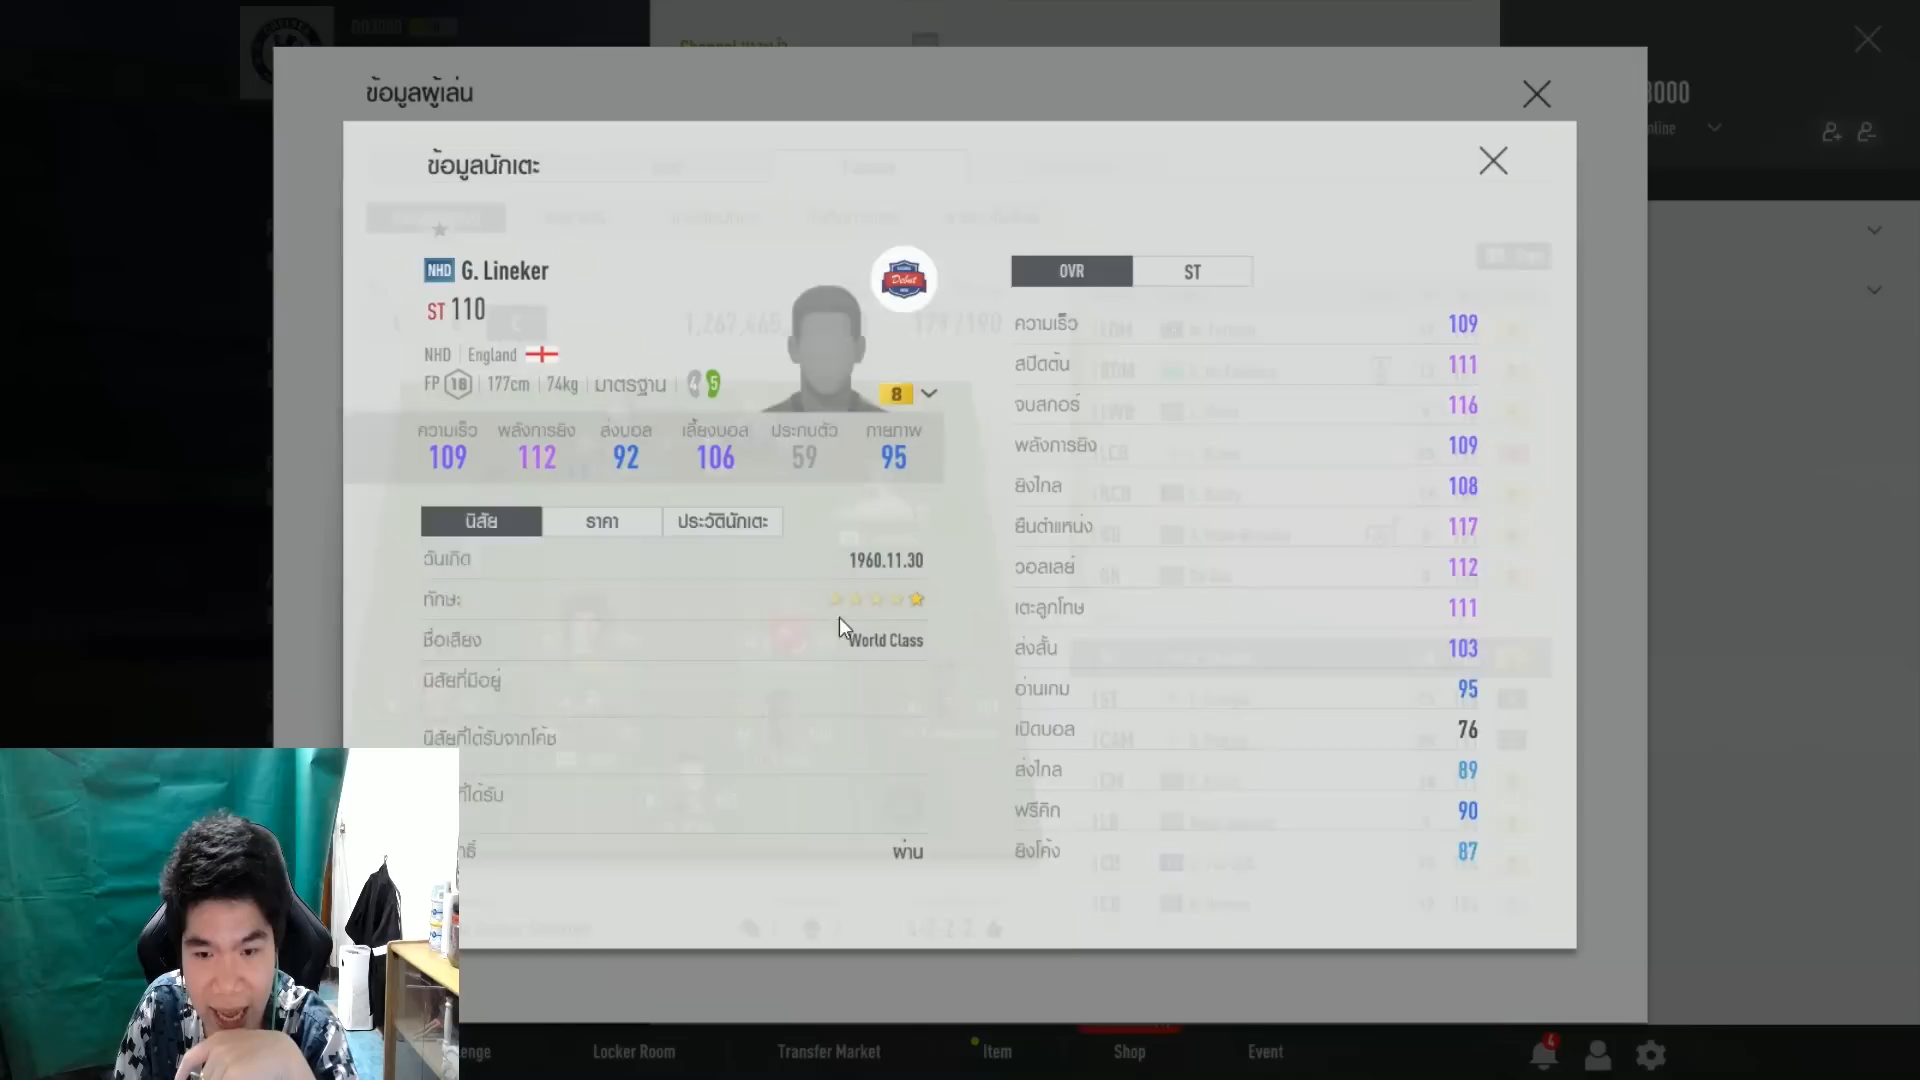 ข้อมูลผู้เล่น
3000
nline
ข้อมูลนักเตะ
NHD G. Lineker
ST 110
NHD England
FP 18 177cm 74kg มาตรฐาน 4 5
Debut
8
ความเร็ว พลังการยิง ส่งบอล เลี้ยงบอล ประกบตัว กายภาพ
109 112 92 106 59 95
นิสัย ราคา ประวัตินักเตะ
วันเกิด 1960.11.30
ทักษะ
ชื่อเสียง World Class
นิสัยที่มีอยู่
นิสัยที่ได้รับจากโค้ช
ที่ได้รับ
ผ่าน
OVR ST
ความเร็ว 109
สปีดต้น 111
จบสกอร์ 116
พลังการยิง 109
ยิงไกล 108
ยืนตำแหน่ง 117
วอลเลย์ 112
เตะลูกโทษ 111
ส่งสั้น 103
อ่านเกม 95
เปิดบอล 76
ส่งไกล 89
ฟรีคิก 90
ยิงโค้ง 87
enge Locker Room Transfer Market Item Shop Event 4